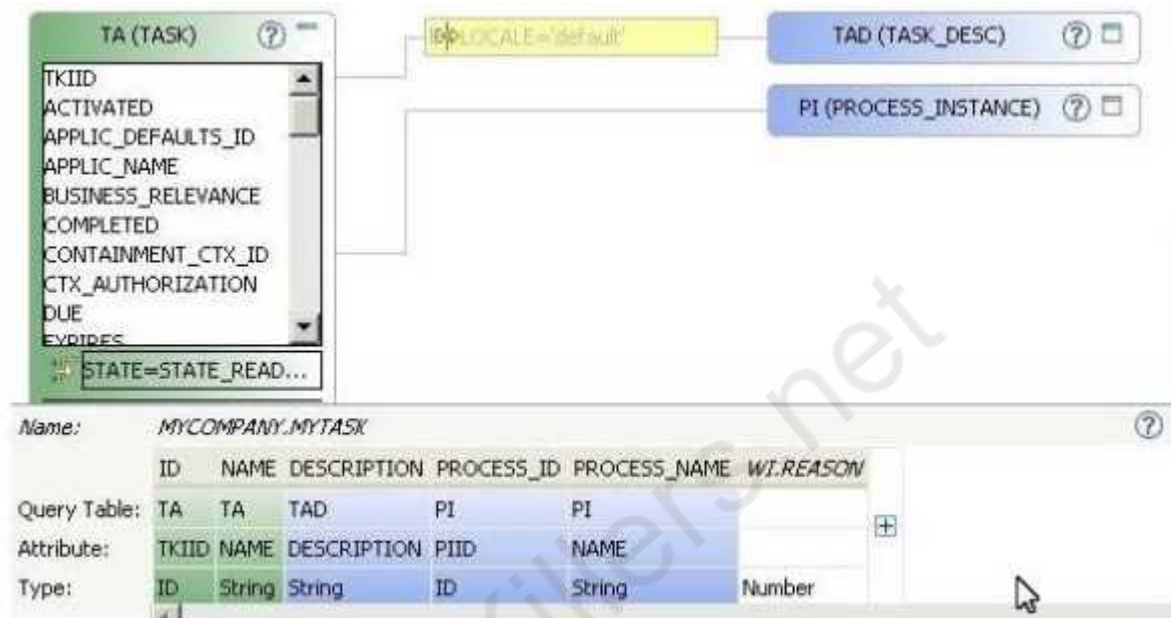 TA (TASK)
LOCALE='default'
TAD (TASK_DESC)
PI (PROCESS_INSTANCE)
TKIID
ACTIVATED
APPLIC_DEFAULTS_ID
APPLIC_NAME
BUSINESS_RELEVANCE
COMPLETED
CONTAINMENT_CTX_ID
CTX_AUTHORIZATION
DUE
EXPIRES
STATE=STATE_READ...
Name: MYCOMPANY.MYTASK
ID NAME DESCRIPTION PROCESS_ID PROCESS_NAME WI.REASON
Query Table: TA TA TAD PI PI
Attribute: TKIID NAME DESCRIPTION PIID NAME
Type: ID String String ID String Number